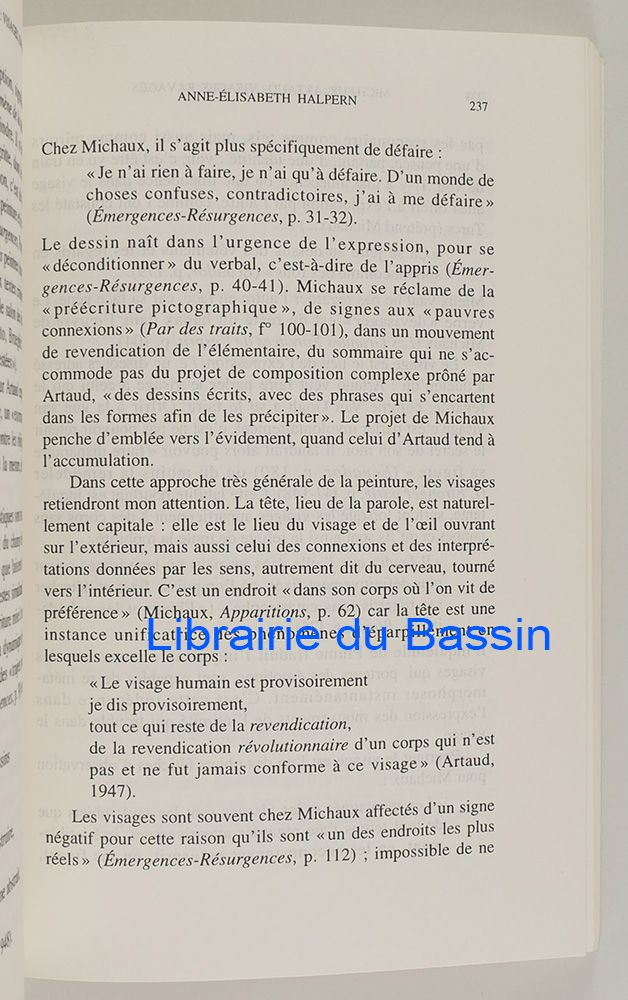 ANNE-ÉLISABETH HALPERN
237
Chez Michaux, il s'agit plus spécifiquement de défaire :
« Je n'ai rien à faire, je n'ai qu'à défaire. D'un monde de
choses confuses, contradictoires, j'ai à me défaire »
(Émergences-Résurgences, p. 31-32).
Le dessin naît dans l'urgence de l'expression, pour se
« déconditionner » du verbal, c'est-à-dire de l'appris (Émer-
gences-Résurgences, p. 40-41). Michaux se réclame de la
« préécriture pictographique », de signes aux « pauvres
connexions » (Par des traits, f° 100-101), dans un mouvement
de revendication de l'élémentaire, du sommaire qui ne s'ac-
commode pas du projet de composition complexe prôné par
Artaud, « des dessins écrits, avec des phrases qui s'encartent
dans les formes afin de les précipiter ». Le projet de Michaux
penche d'emblée vers l'évidement, quand celui d'Artaud tend à
l'accumulation.
Dans cette approche très générale de la peinture, les visages
retiendront mon attention. La tête, lieu de la parole, est naturel-
lement capitale : elle est le lieu du visage et de l'œil ouvrant
sur l'extérieur, mais aussi celui des connexions et des interpré-
tations données par les sens, autrement dit du cerveau, tourné
vers l'intérieur. C'est un endroit « dans son corps où l'on vit de
préférence » (Michaux, Apparitions, p. 62) car la tête est une
instance unificatrice des phénomènes d'éparpillement en
Librairie du Bassin
lesquels excelle le corps :
« Le visage humain est provisoirement
je dis provisoirement,
tout ce qui reste de la revendication,
de la revendication révolutionnaire d'un corps qui n'est
pas et ne fut jamais conforme à ce visage » (Artaud,
1947).
Les visages sont souvent chez Michaux affectés d'un signe
négatif pour cette raison qu'ils sont « un des endroits les plus
réels » (Émergences-Résurgences, p. 112) ; impossible de ne